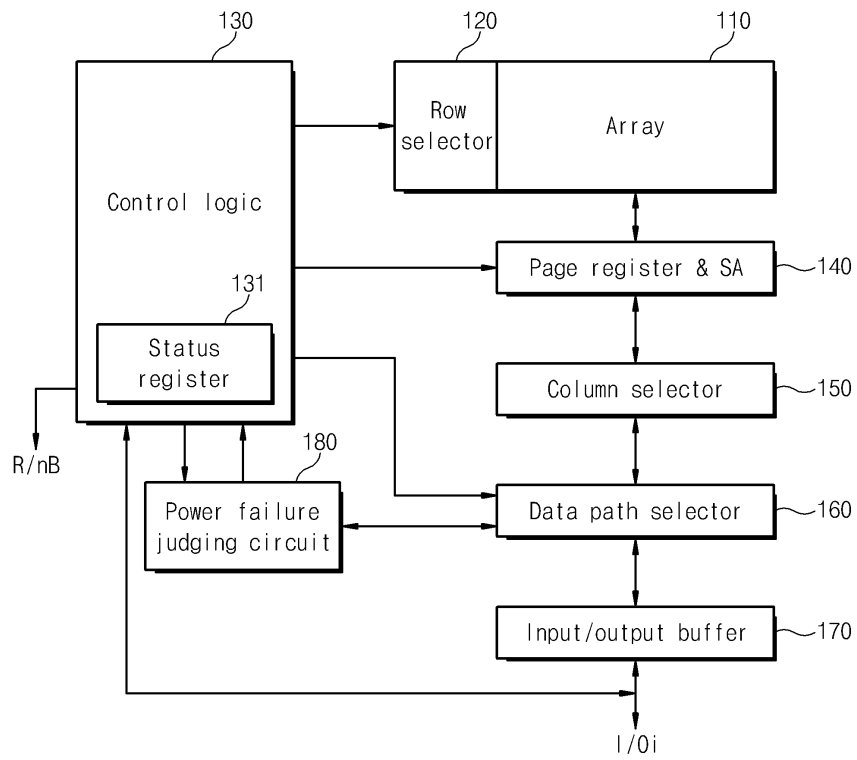 130
120
110
Row
selector
Array
Control logic
131
Page register & SA
140
Status
register
Column selector
150
R/nB
180
Power failure
judging circuit
Data path selector
160
Input/output buffer
170
I/Oi